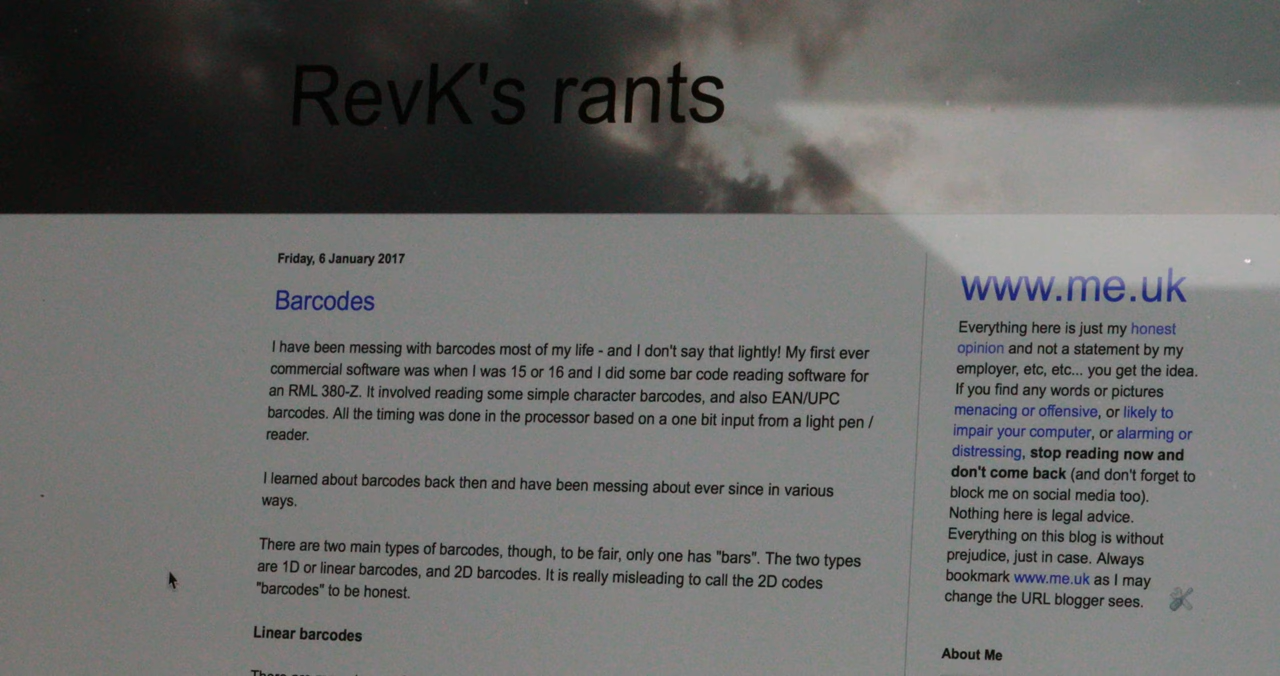 RevK's rants
Friday, 6 January 2017
Barcodes
I have been messing with barcodes most of my life - and I don't say that lightly! My first ever
commercial software was when I was 15 or 16 and I did some bar code reading software for
an RML 380-Z. It involved reading some simple character barcodes, and also EAN/UPC
barcodes. All the timing was done in the processor based on a one bit input from a light pen /
reader.
I learned about barcodes back then and have been messing about ever since in various
ways.
There are two main types of barcodes, though, to be fair, only one has "bars". The two types
are 1D or linear barcodes, and 2D barcodes. It is really misleading to call the 2D codes
"barcodes" to be honest.
Linear barcodes
www.me.uk
Everything here is just my honest
opinion and not a statement by my
employer, etc, etc... you get the idea.
If you find any words or pictures
menacing or offensive, or likely to
impair your computer, or alarming or
distressing, stop reading now and
don't come back (and don't forget to
block me on social media too).
Nothing here is legal advice.
Everything on this blog is without
prejudice, just in case. Always
bookmark www.me.uk as I may
change the URL blogger sees.
About Me